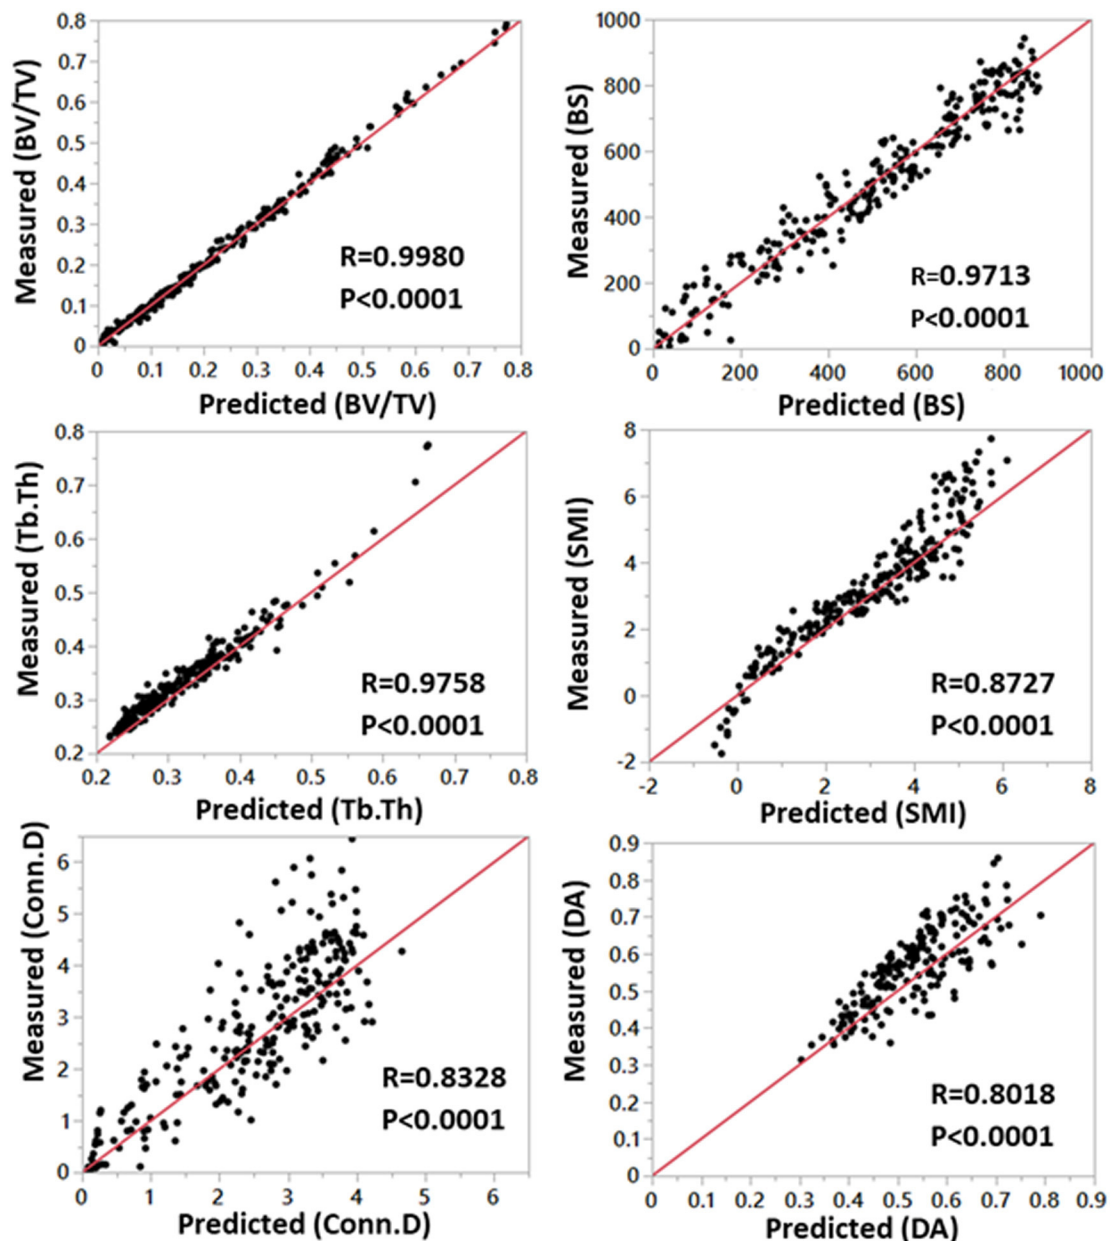 Measured (BV/TV)
0.8
0.7
0.6
0.5
0.4
0.3
0.2
0.1
0
R=0.9980
P<0.0001
0 0.1 0.2 0.3 0.4 0.5 0.6 0.7 0.8
Predicted (BV/TV)
Measured (BS)
1000
800
600
400
200
0
R=0.9713
P<0.0001
0 200 400 600 800 1000
Predicted (BS)
Measured (Tb.Th)
0.8
0.7
0.6
0.5
0.4
0.3
0.2
R=0.9758
P<0.0001
0.2 0.3 0.4 0.5 0.6 0.7 0.8
Predicted (Tb.Th)
Measured (SMI)
8
6
4
2
0
-2
R=0.8727
P<0.0001
-2 0 2 4 6 8
Predicted (SMI)
Measured (Conn.D)
6
5
4
3
2
1
0
R=0.8328
P<0.0001
0 1 2 3 4 5 6
Predicted (Conn.D)
Measured (DA)
0.9
0.8
0.7
0.6
0.5
0.4
0.3
0.2
0.1
0
R=0.8018
P<0.0001
0 0.1 0.2 0.3 0.4 0.5 0.6 0.7 0.8 0.9
Predicted (DA)